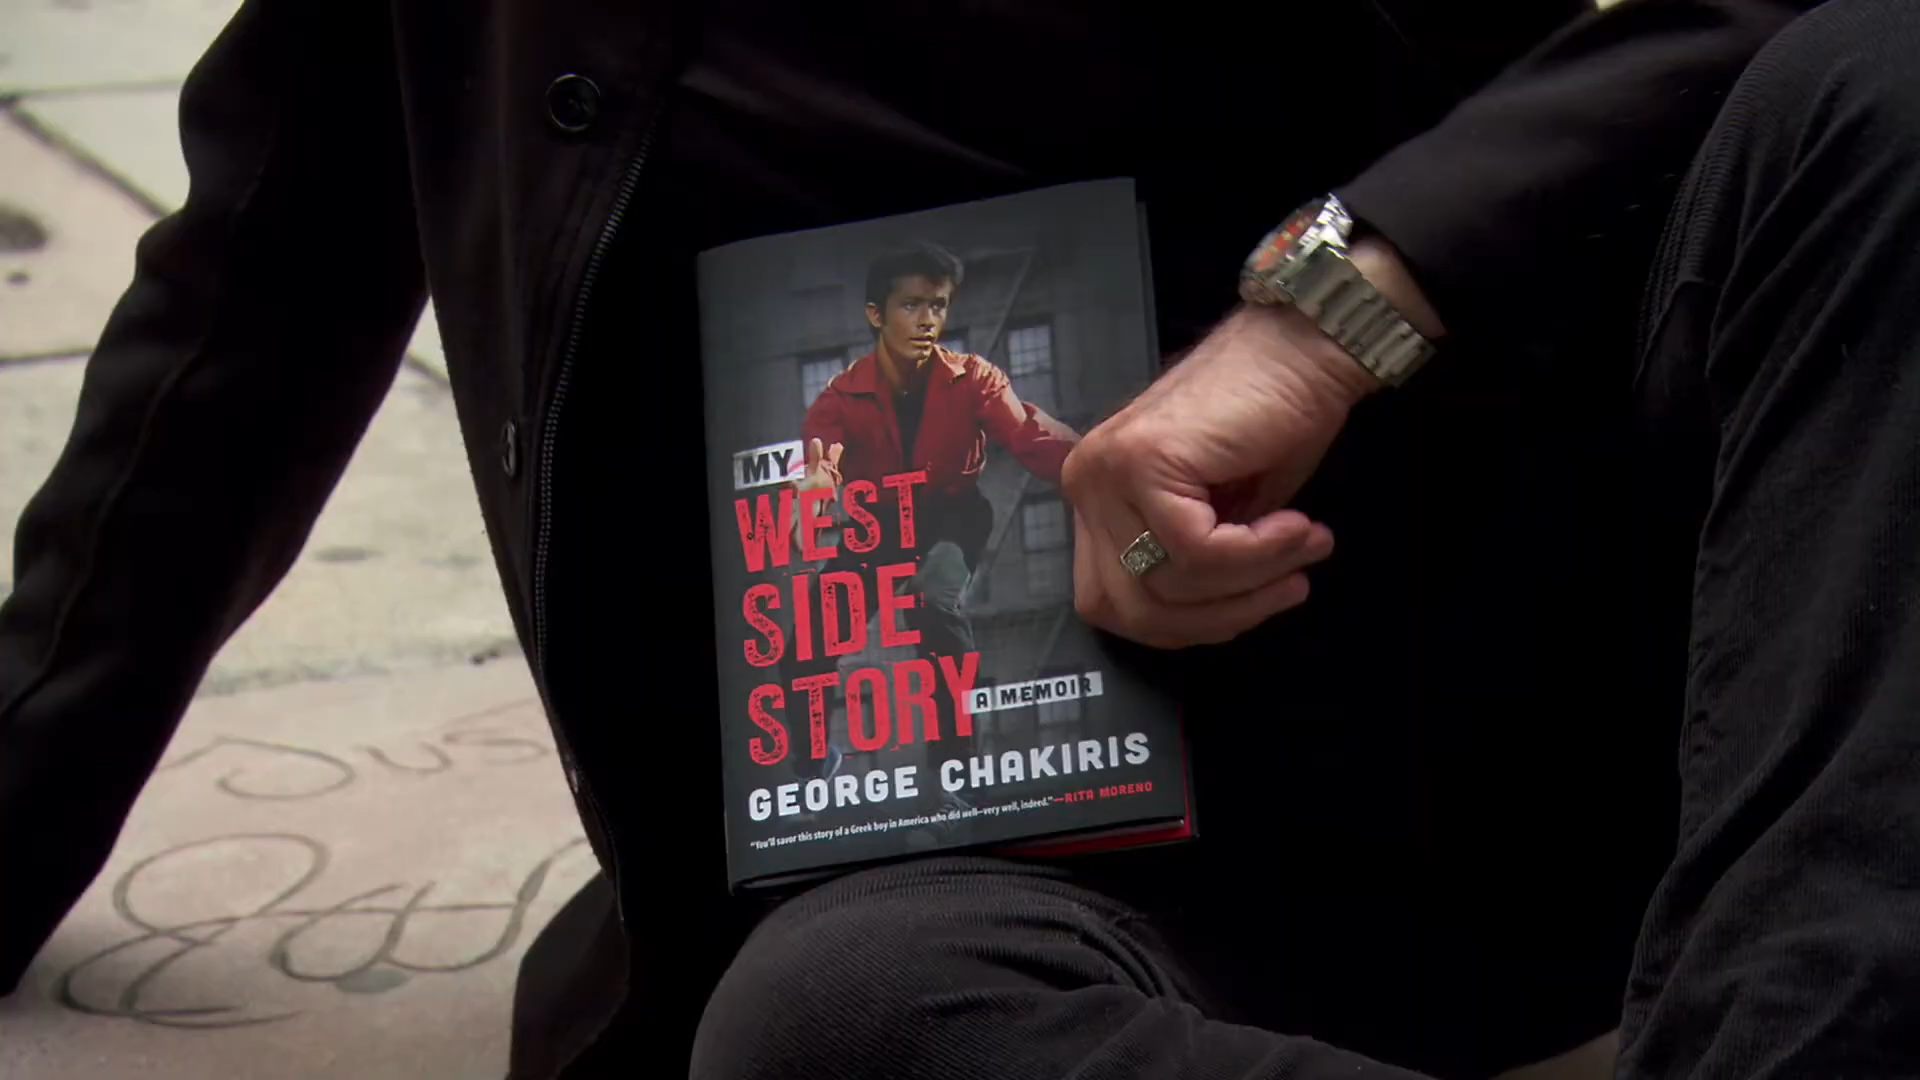 MY
WEST
SIDE
STORY
A MEMOIR
GEORGE CHAKIRIS
"You'll savor this story of a Greek boy in America who did well—very well, indeed."—RITA MORENO